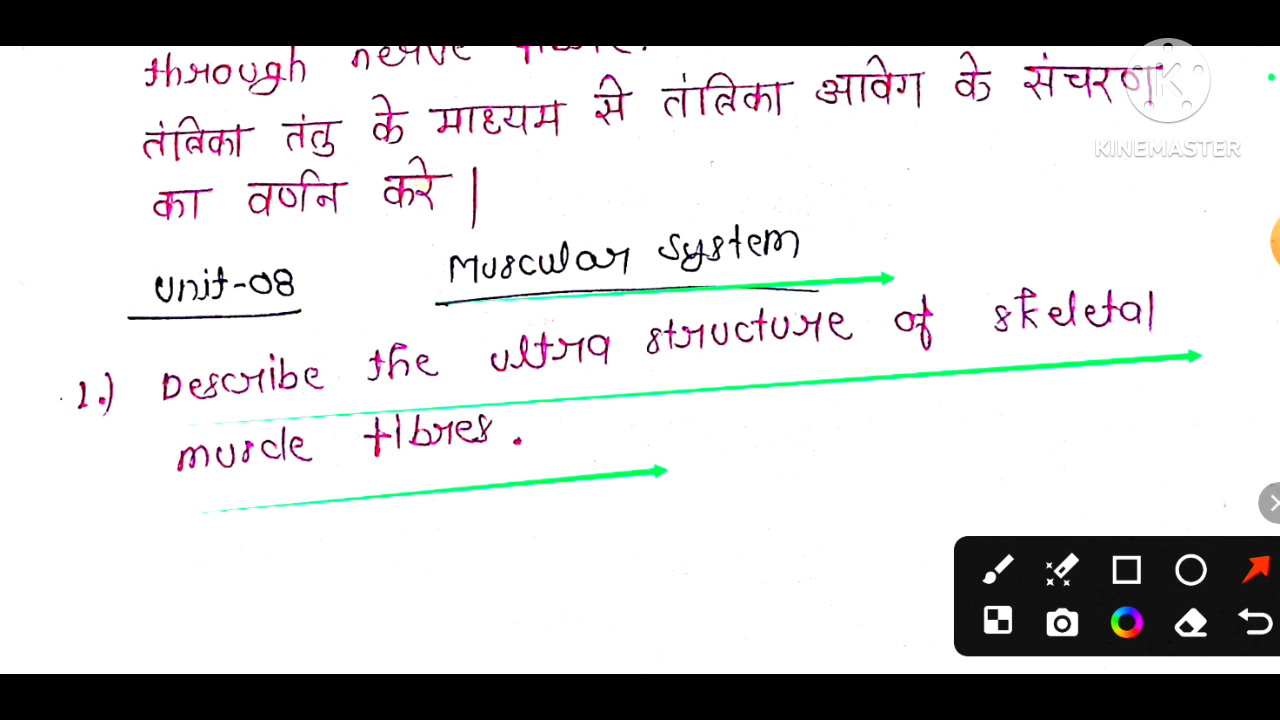 through nerve
तंत्रिका तंतु के माध्यम से तंत्रिका आवेग के संचरण
का वर्णन करे |
KINEMASTER
Unit-08 Muscular System
1.) Describe the ultra structure of skeletal
muscle fibres.